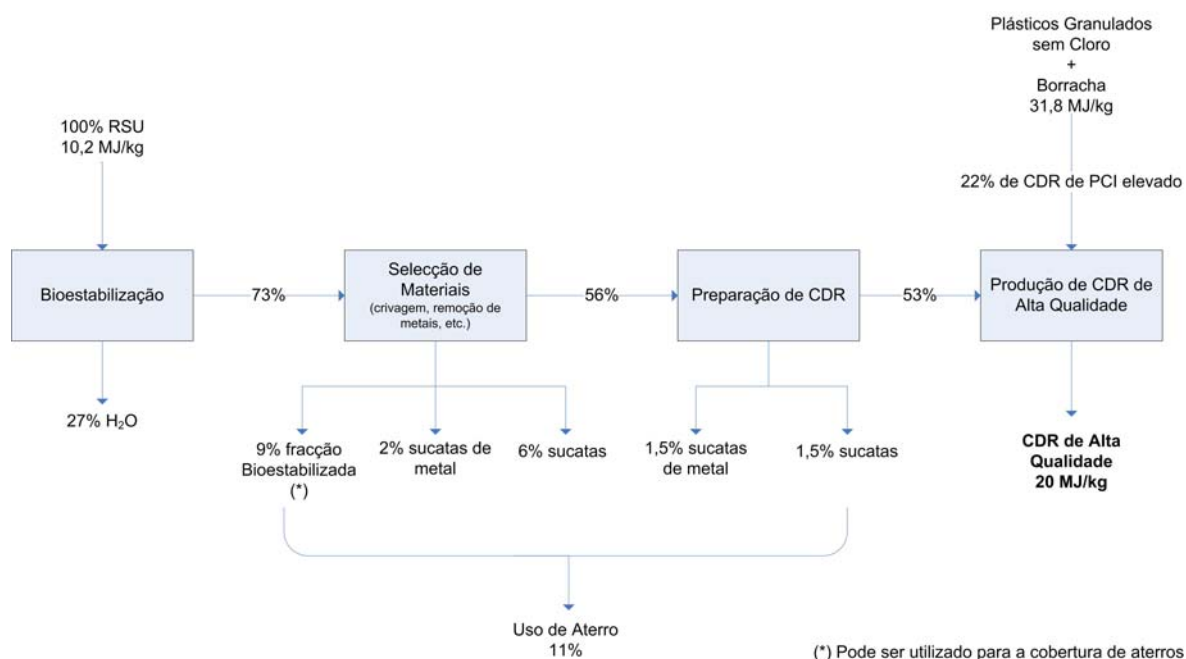 Plásticos Granulados
sem Cloro
+
Borracha
31,8 MJ/kg
100% RSU
10,2 MJ/kg
22% de CDR de PCI elevado
Bioestabilização
73%
Selecção de
Materiais
(crivagem, remoção de
metais, etc.)
56%
Preparação de CDR
53%
Produção de CDR de
Alta Qualidade
27% H₂O
9% fracção
Bioestabilizada
(*)
2% sucatas de
metal
6% sucatas
1,5% sucatas
de metal
1,5% sucatas
CDR de Alta
Qualidade
20 MJ/kg
Uso de Aterro
11%
(*) Pode ser utilizado para a cobertura de aterros